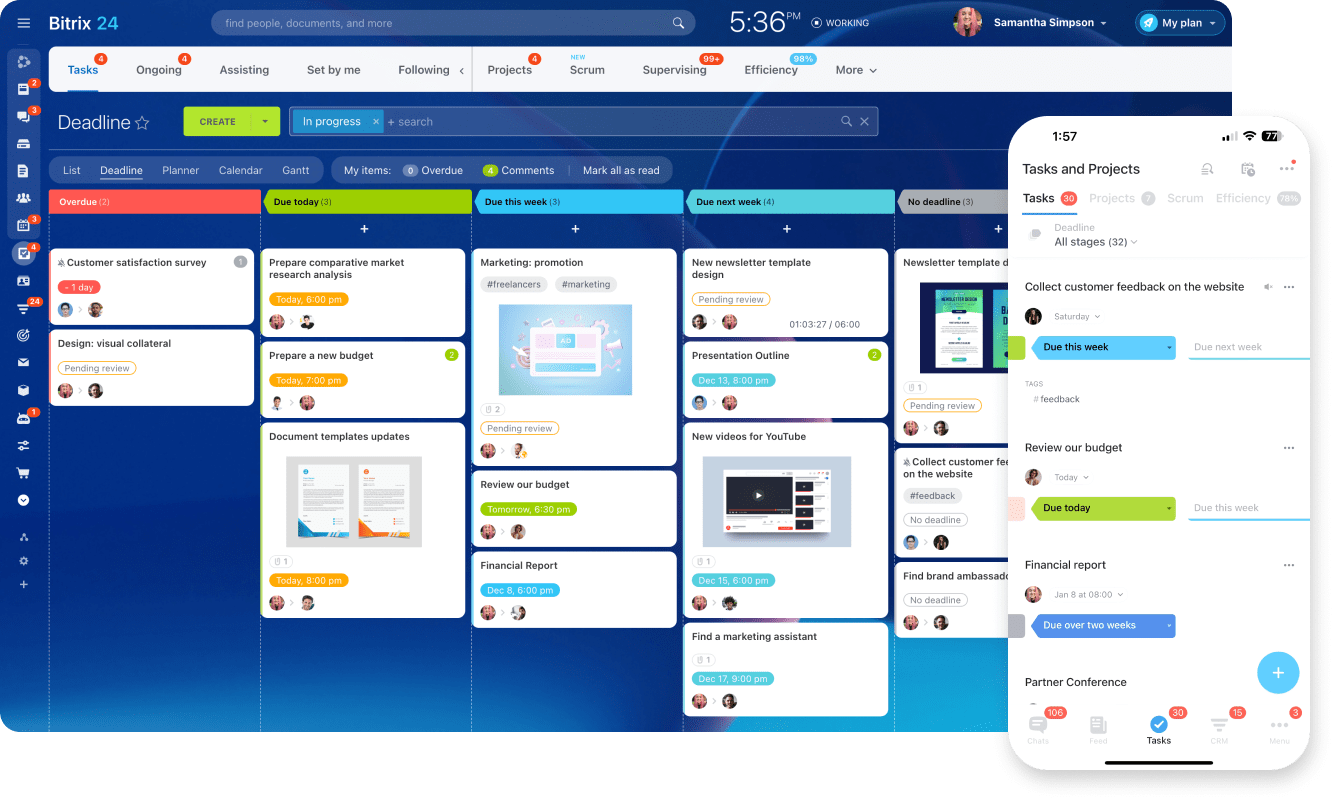 Bitrix 24
find people, documents, and more
5:36 PM
WORKING
Samantha Simpson
My plan
2
3
3
4
24
1
Tasks 4
Ongoing 4
Assisting
Set by me
Following
Projects 4
NEW
Scrum
Supervising 99+
Efficiency 98%
More
Deadline
CREATE
In progress × + search
List Deadline Planner Calendar Gantt
My items: 0 Overdue 4 Comments Mark all as read
Overdue (2)
Customer satisfaction survey 1
- 1 day
Design: visual collateral
Pending review
Due today (3)
+
Prepare comparative market
research analysis
Today, 6:00 pm
Prepare a new budget 2
Today, 7:00 pm
Document templates updates
1
Today, 8:00 pm
Due this week (3)
+
Marketing: promotion
#freelancers #marketing
AD
2
Pending review
Review our budget
Tomorrow, 6:30 pm
Financial Report
Dec 8, 6:00 pm
Due next week (4)
+
New newsletter template
design
Pending review
01:03:27 / 06:00
Presentation Outline 2
Dec 13, 8:00 pm
New videos for YouTube
1
Dec 15, 6:00 pm
Find a marketing assistant
1
Dec 17, 9:00 pm
No deadline (3)
+
Newsletter template d
NEWSLETTER DESIGN
1
Pending review
Collect customer fee
on the website
#feedback
No deadline
Find brand ambassado
No deadline
1:57
77
Tasks and Projects
Tasks 30 Projects 7 Scrum Efficiency 78%
Deadline
All stages (32)
Collect customer feedback on the website
Saturday
Due this week Due next week
TAGS
# feedback
Review our budget
Today
Due today Due this week
Financial report
Jan 8 at 08:00
Due over two weeks
Partner Conference
+
106 30 15 3
Chats Feed Tasks CRM Menu